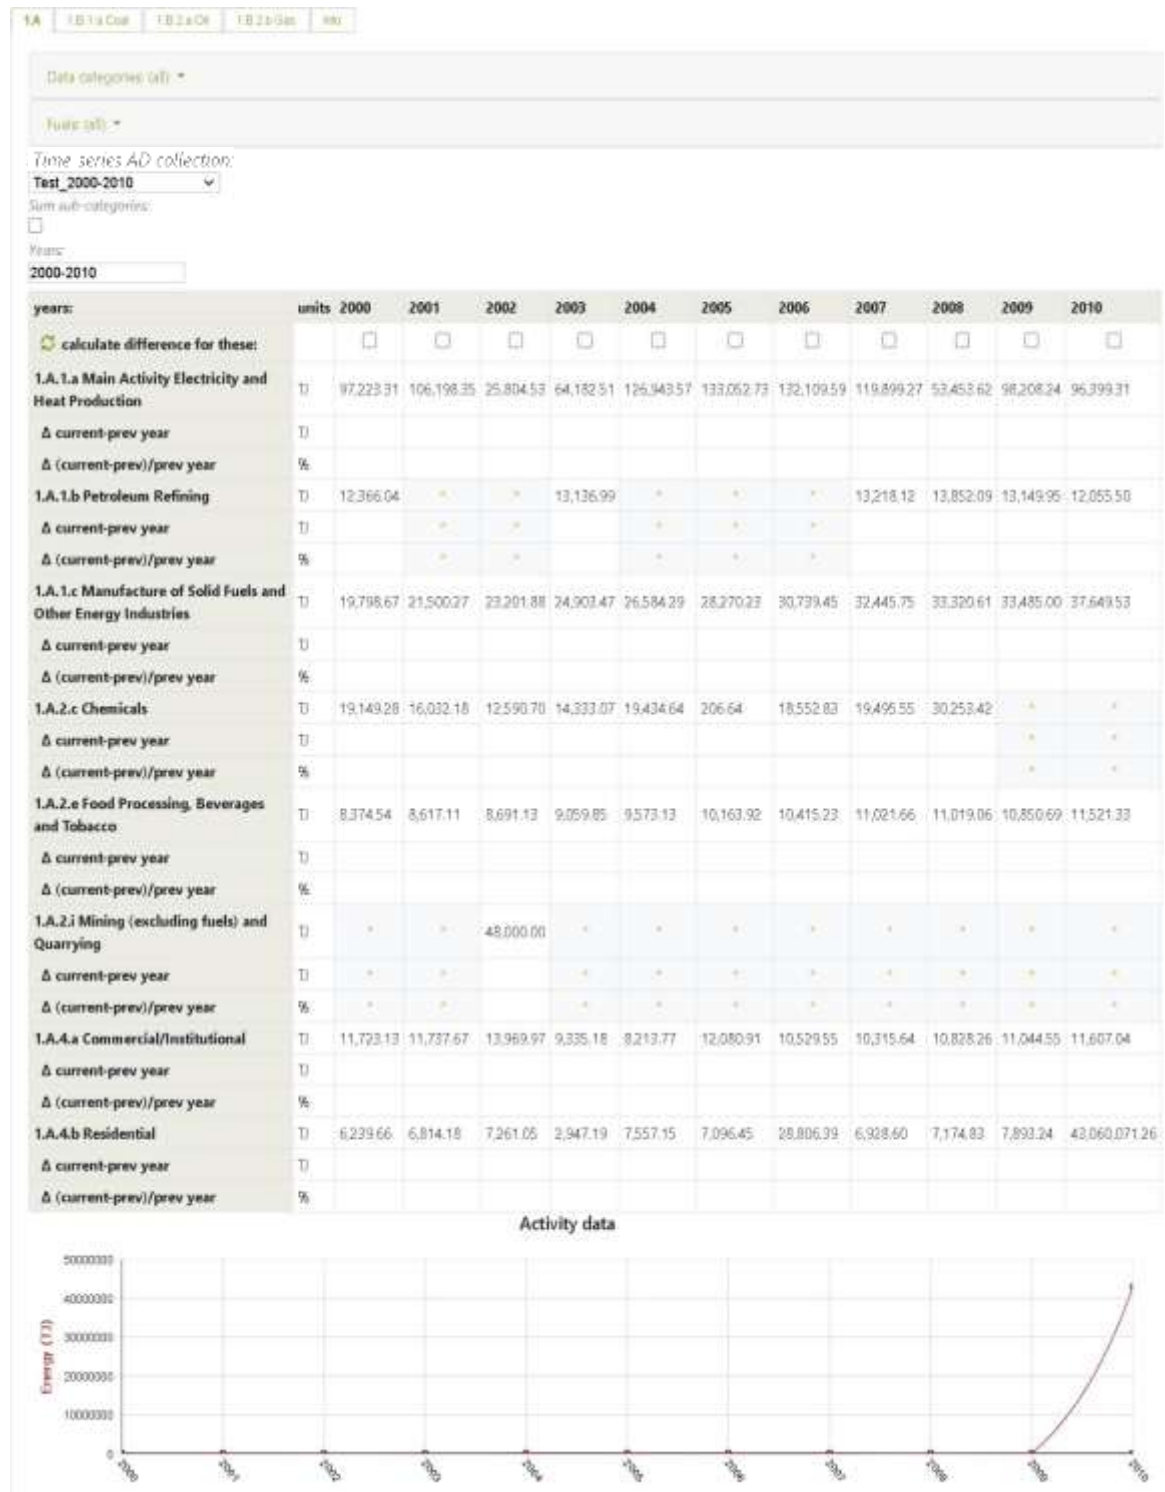 1.A 1.B.1.a Coal 1.B.2.a Oil 1.B.2.b Gas Info
Data categories (all)
Fuels (all)
Time series AD collection:
Test_2000-2010
Sum sub-categories:
Years:
2000-2010
years: units 2000 2001 2002 2003 2004 2005 2006 2007 2008 2009 2010
calculate difference for these:
1.A.1.a Main Activity Electricity and
Heat Production TJ 97,223.31 106,198.35 25,804.53 64,182.51 126,943.57 133,052.73 132,109.59 119,899.27 53,453.62 98,208.24 96,399.31
Δ current-prev year TJ
Δ (current-prev)/prev year %
1.A.1.b Petroleum Refining TJ 12,366.04 * * 13,136.99 * * * 13,218.12 13,852.09 13,149.95 12,055.50
Δ current-prev year TJ * * * * *
Δ (current-prev)/prev year % * * * * *
1.A.1.c Manufacture of Solid Fuels and
Other Energy Industries TJ 19,798.67 21,500.27 23,201.88 24,903.47 26,584.29 28,270.23 30,739.45 32,445.75 33,320.61 33,485.00 37,649.53
Δ current-prev year TJ
Δ (current-prev)/prev year %
1.A.2.c Chemicals TJ 19,149.28 16,032.18 12,590.70 14,333.07 19,434.64 206.64 18,552.83 19,495.55 30,253.42 * *
Δ current-prev year TJ * *
Δ (current-prev)/prev year % * *
1.A.2.e Food Processing, Beverages
and Tobacco TJ 8,374.54 8,617.11 8,691.13 9,059.85 9,573.13 10,163.92 10,415.23 11,021.66 11,019.06 10,850.69 11,521.33
Δ current-prev year TJ
Δ (current-prev)/prev year %
1.A.2.i Mining (excluding fuels) and
Quarrying TJ * * 48,000.00 * * * * * * * *
Δ current-prev year TJ * * * * * * * * * *
Δ (current-prev)/prev year % * * * * * * * * * *
1.A.4.a Commercial/Institutional TJ 11,723.13 11,737.67 13,969.97 9,335.18 8,213.77 12,080.91 10,529.55 10,315.64 10,828.26 11,044.55 11,607.04
Δ current-prev year TJ
Δ (current-prev)/prev year %
1.A.4.b Residential TJ 6,239.66 6,814.18 7,261.05 2,947.19 7,557.15 7,096.45 28,806.39 6,928.60 7,174.83 7,893.24 43,060,071.26
Δ current-prev year TJ
Δ (current-prev)/prev year %
Activity data
50000000
40000000
30000000
20000000
10000000
0
Energy (TJ)
2000 2001 2002 2003 2004 2005 2006 2007 2008 2009 2010